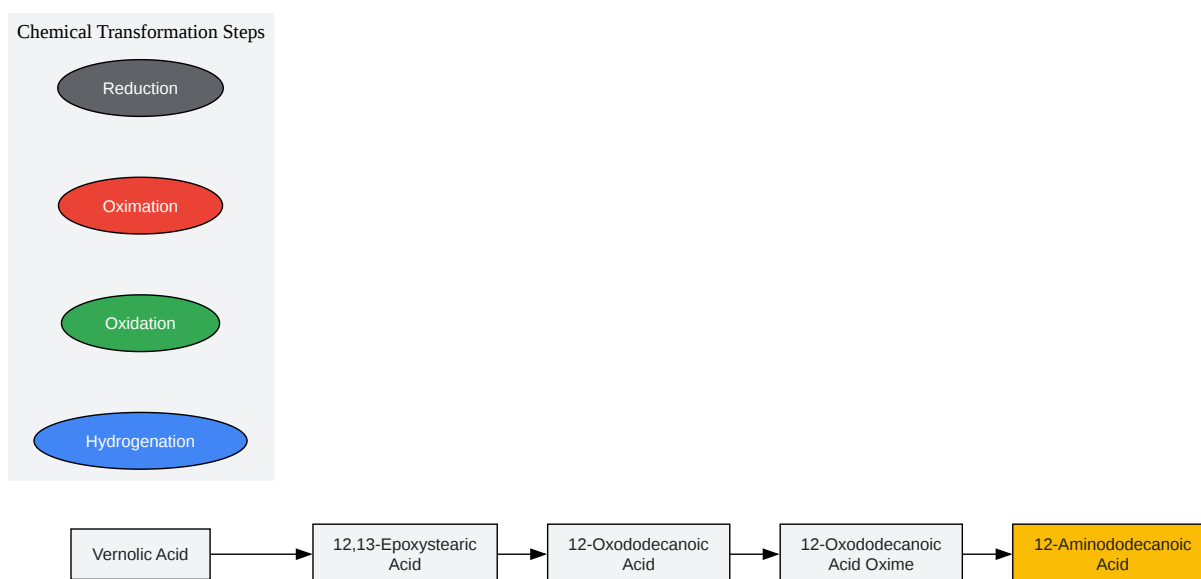 Chemical Transformation Steps
Reduction
Oximation
Oxidation
Hydrogenation
Vernolic Acid
12,13-Epoxystearic
Acid
12-Oxododecanoic
Acid
12-Oxododecanoic
Acid Oxime
12-Aminododecanoic
Acid